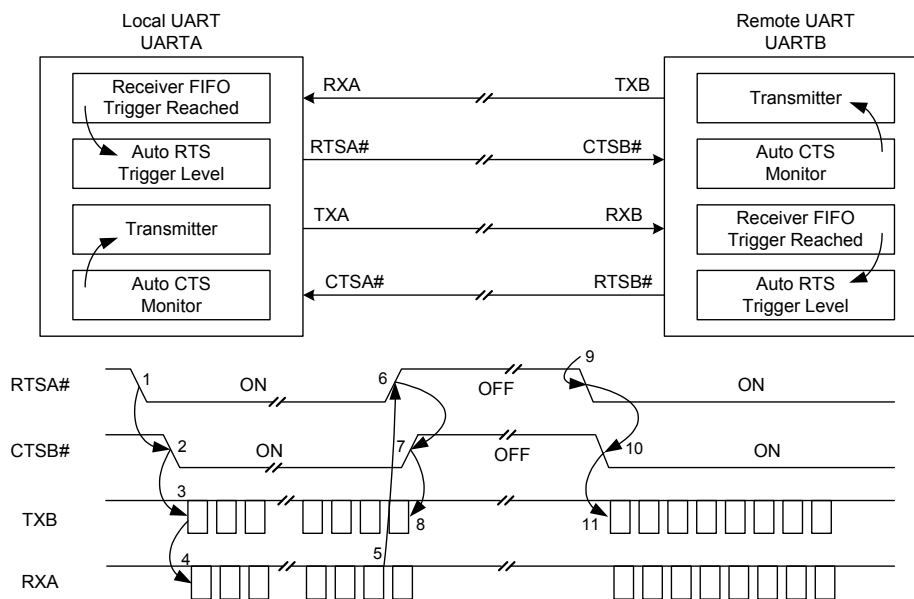 Local UART
UARTA
Remote UART
UARTB
Receiver FIFO
Trigger Reached
Auto RTS
Trigger Level
Transmitter
Auto CTS
Monitor
RXA
TXB
RTSA#
CTSB#
TXA
RXB
CTSA#
RTSB#
Transmitter
Auto CTS
Monitor
Receiver FIFO
Trigger Reached
Auto RTS
Trigger Level
RTSA#
1
ON
6
OFF
9
ON
CTSB#
2
ON
7
OFF
10
ON
TXB
3
8
11
RXA
4
5